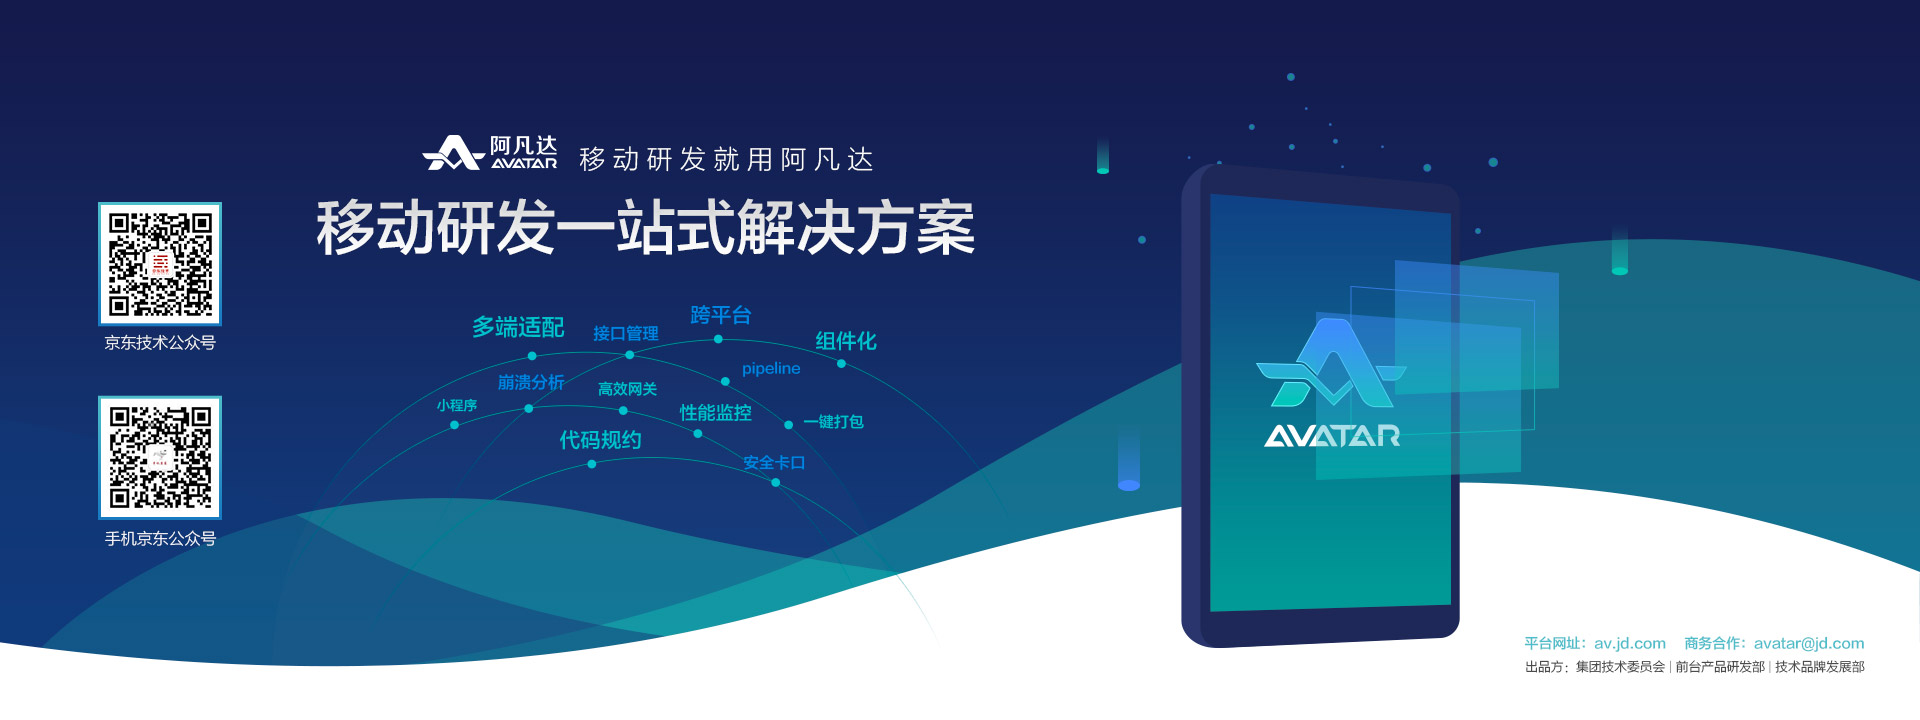 阿凡达
AVATAR
移动研发就用阿凡达
移动研发一站式解决方案
京东技术公众号
手机京东公众号
多端适配
接口管理
跨平台
组件化
崩溃分析
高效网关
pipeline
小程序
性能监控
一键打包
代码规约
安全卡口
AVATAR
平台网址：av.jd.com 商务合作：avatar@jd.com
出品方：集团技术委员会 | 前台产品研发部 | 技术品牌发展部